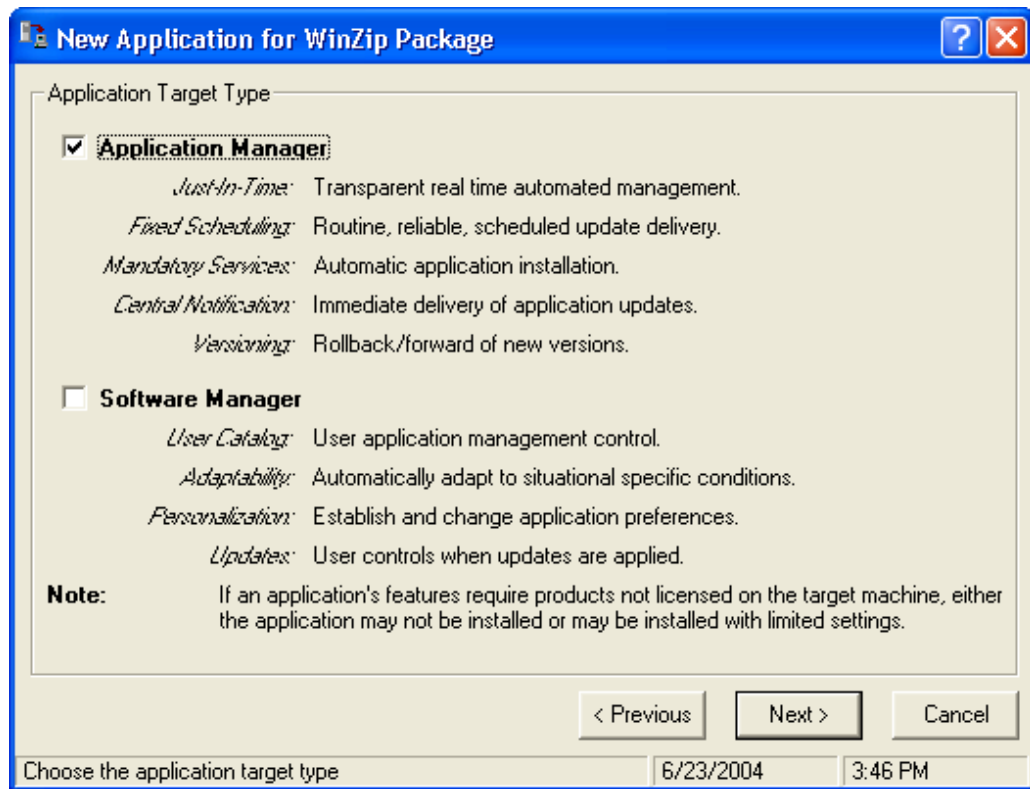 New Application for WinZip Package
Application Target Type
Application Manager
Just-In-Time: Transparent real time automated management.
Fixed Scheduling: Routine, reliable, scheduled update delivery.
Mandatory Services: Automatic application installation.
Central Notification: Immediate delivery of application updates.
Versioning: Rollback/forward of new versions.
Software Manager
User Catalog: User application management control.
Adaptability: Automatically adapt to situational specific conditions.
Personalization: Establish and change application preferences.
Updates: User controls when updates are applied.
Note: If an application's features require products not licensed on the target machine, either
the application may not be installed or may be installed with limited settings.
< Previous Next > Cancel
Choose the application target type 6/23/2004 3:46 PM